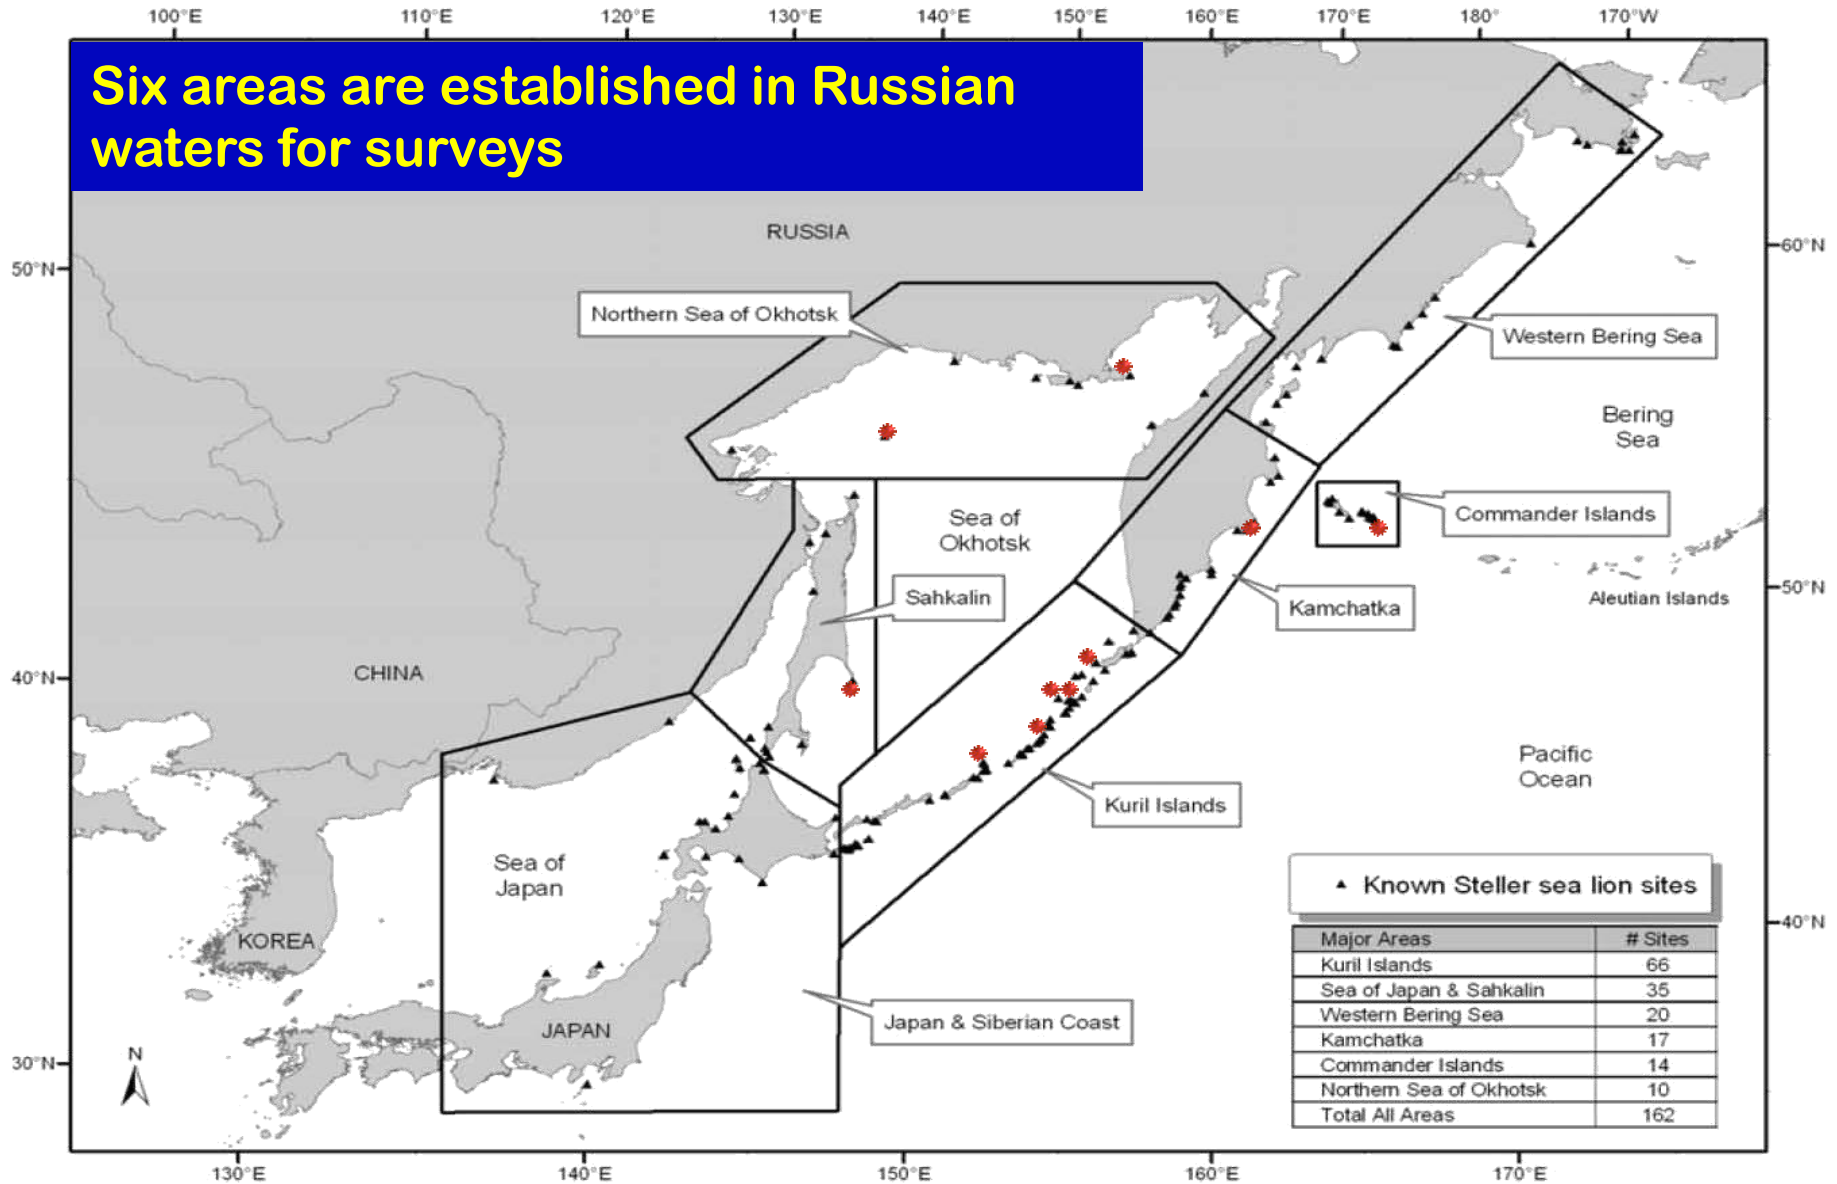 100°E 110°E 120°E 130°E 140°E 150°E 160°E 170°E 180° 170°W
Six areas are established in Russian
waters for surveys
RUSSIA
60°N
50°N
Northern Sea of Okhotsk
Western Bering Sea
Bering
Sea
Commander Islands
Sea of
Okhotsk
Sahkalin
Kamchatka
50°N
Aleutian Islands
CHINA
40°N
Pacific
Ocean
Kuril Islands
Sea of
Japan
Known Steller sea lion sites
40°N
KOREA
Major Areas # Sites
Kuril Islands 66
Sea of Japan & Sahkalin 35
Western Bering Sea 20
Kamchatka 17
Commander Islands 14
Northern Sea of Okhotsk 10
Total All Areas 162
Japan & Siberian Coast
JAPAN
N
30°N
130°E 140°E 150°E 160°E 170°E